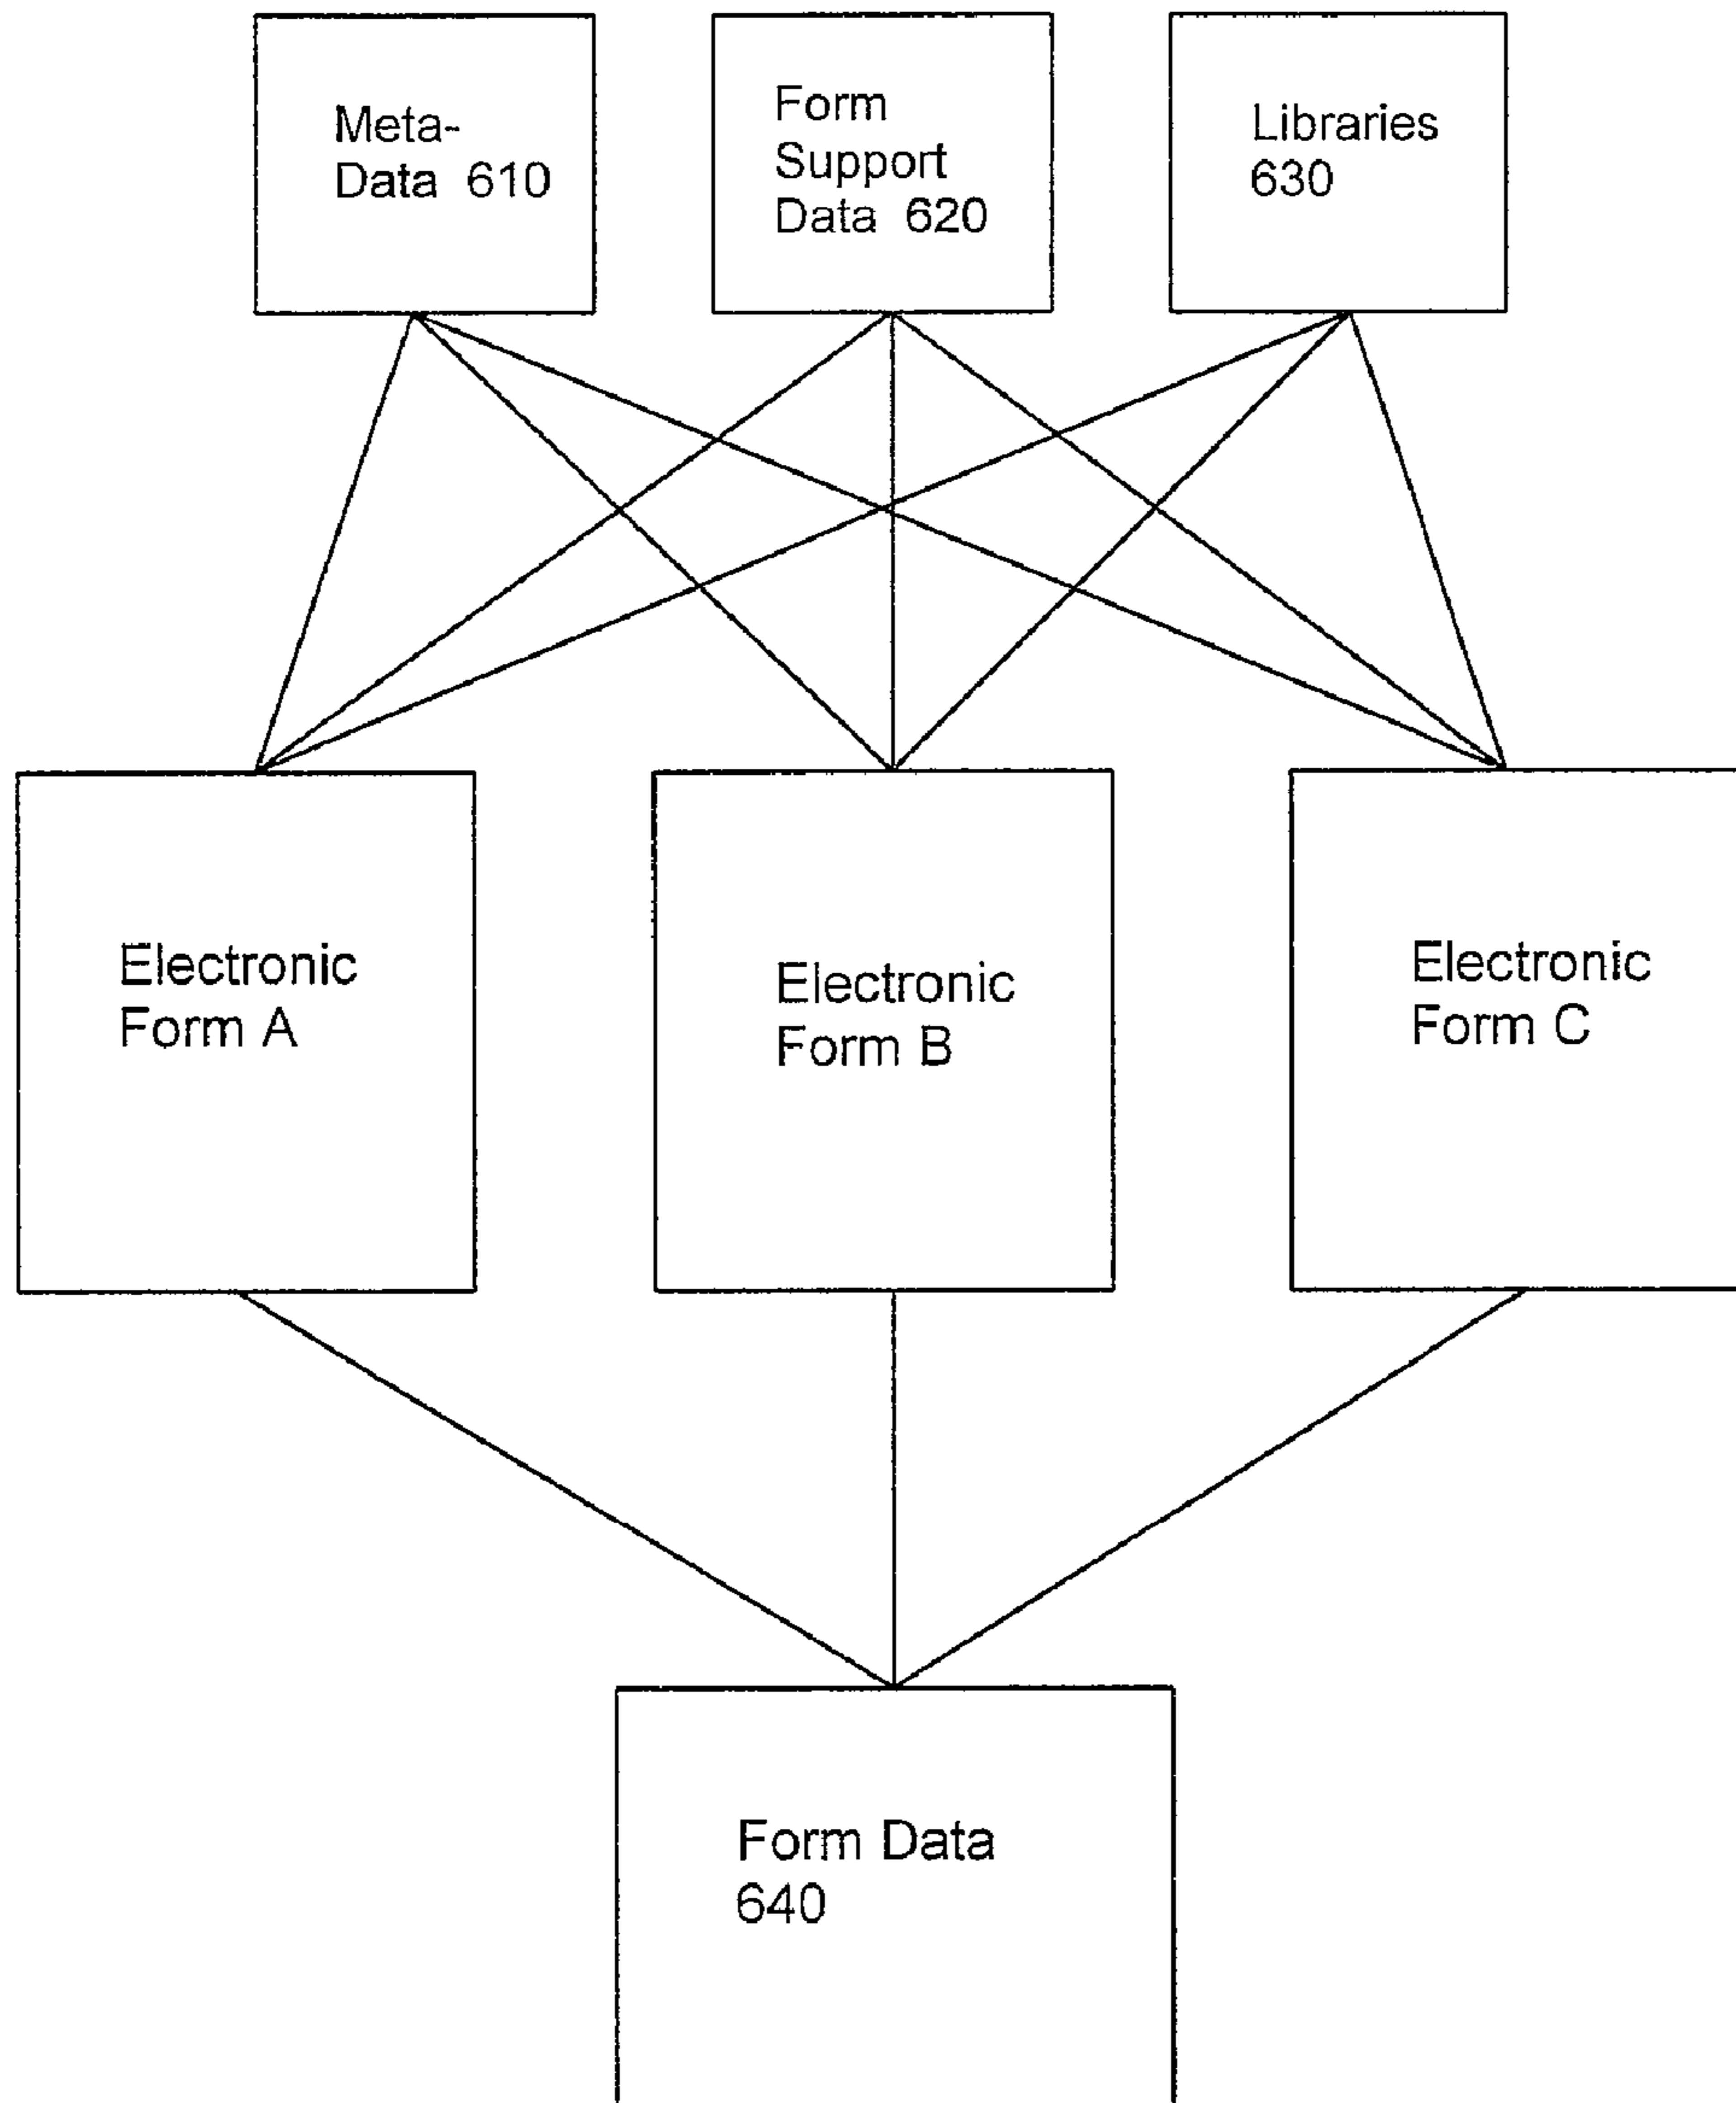 Meta-
Data 610
Form
Support
Data 620
Libraries
630
Electronic
Form A
Electronic
Form B
Electronic
Form C
Form Data
640